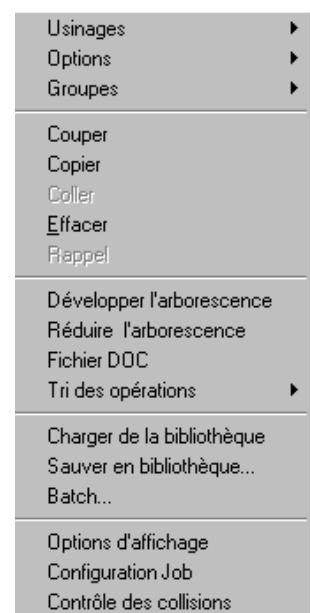 Usinages
Options
Groupes
Couper
Copier
Coller
Effacer
Rappel
Développer l'arborescence
Réduire l'arborescence
Fichier DOC
Tri des opérations
Charger de la bibliothèque
Sauver en bibliothèque...
Batch...
Options d'affichage
Configuration Job
Contrôle des collisions